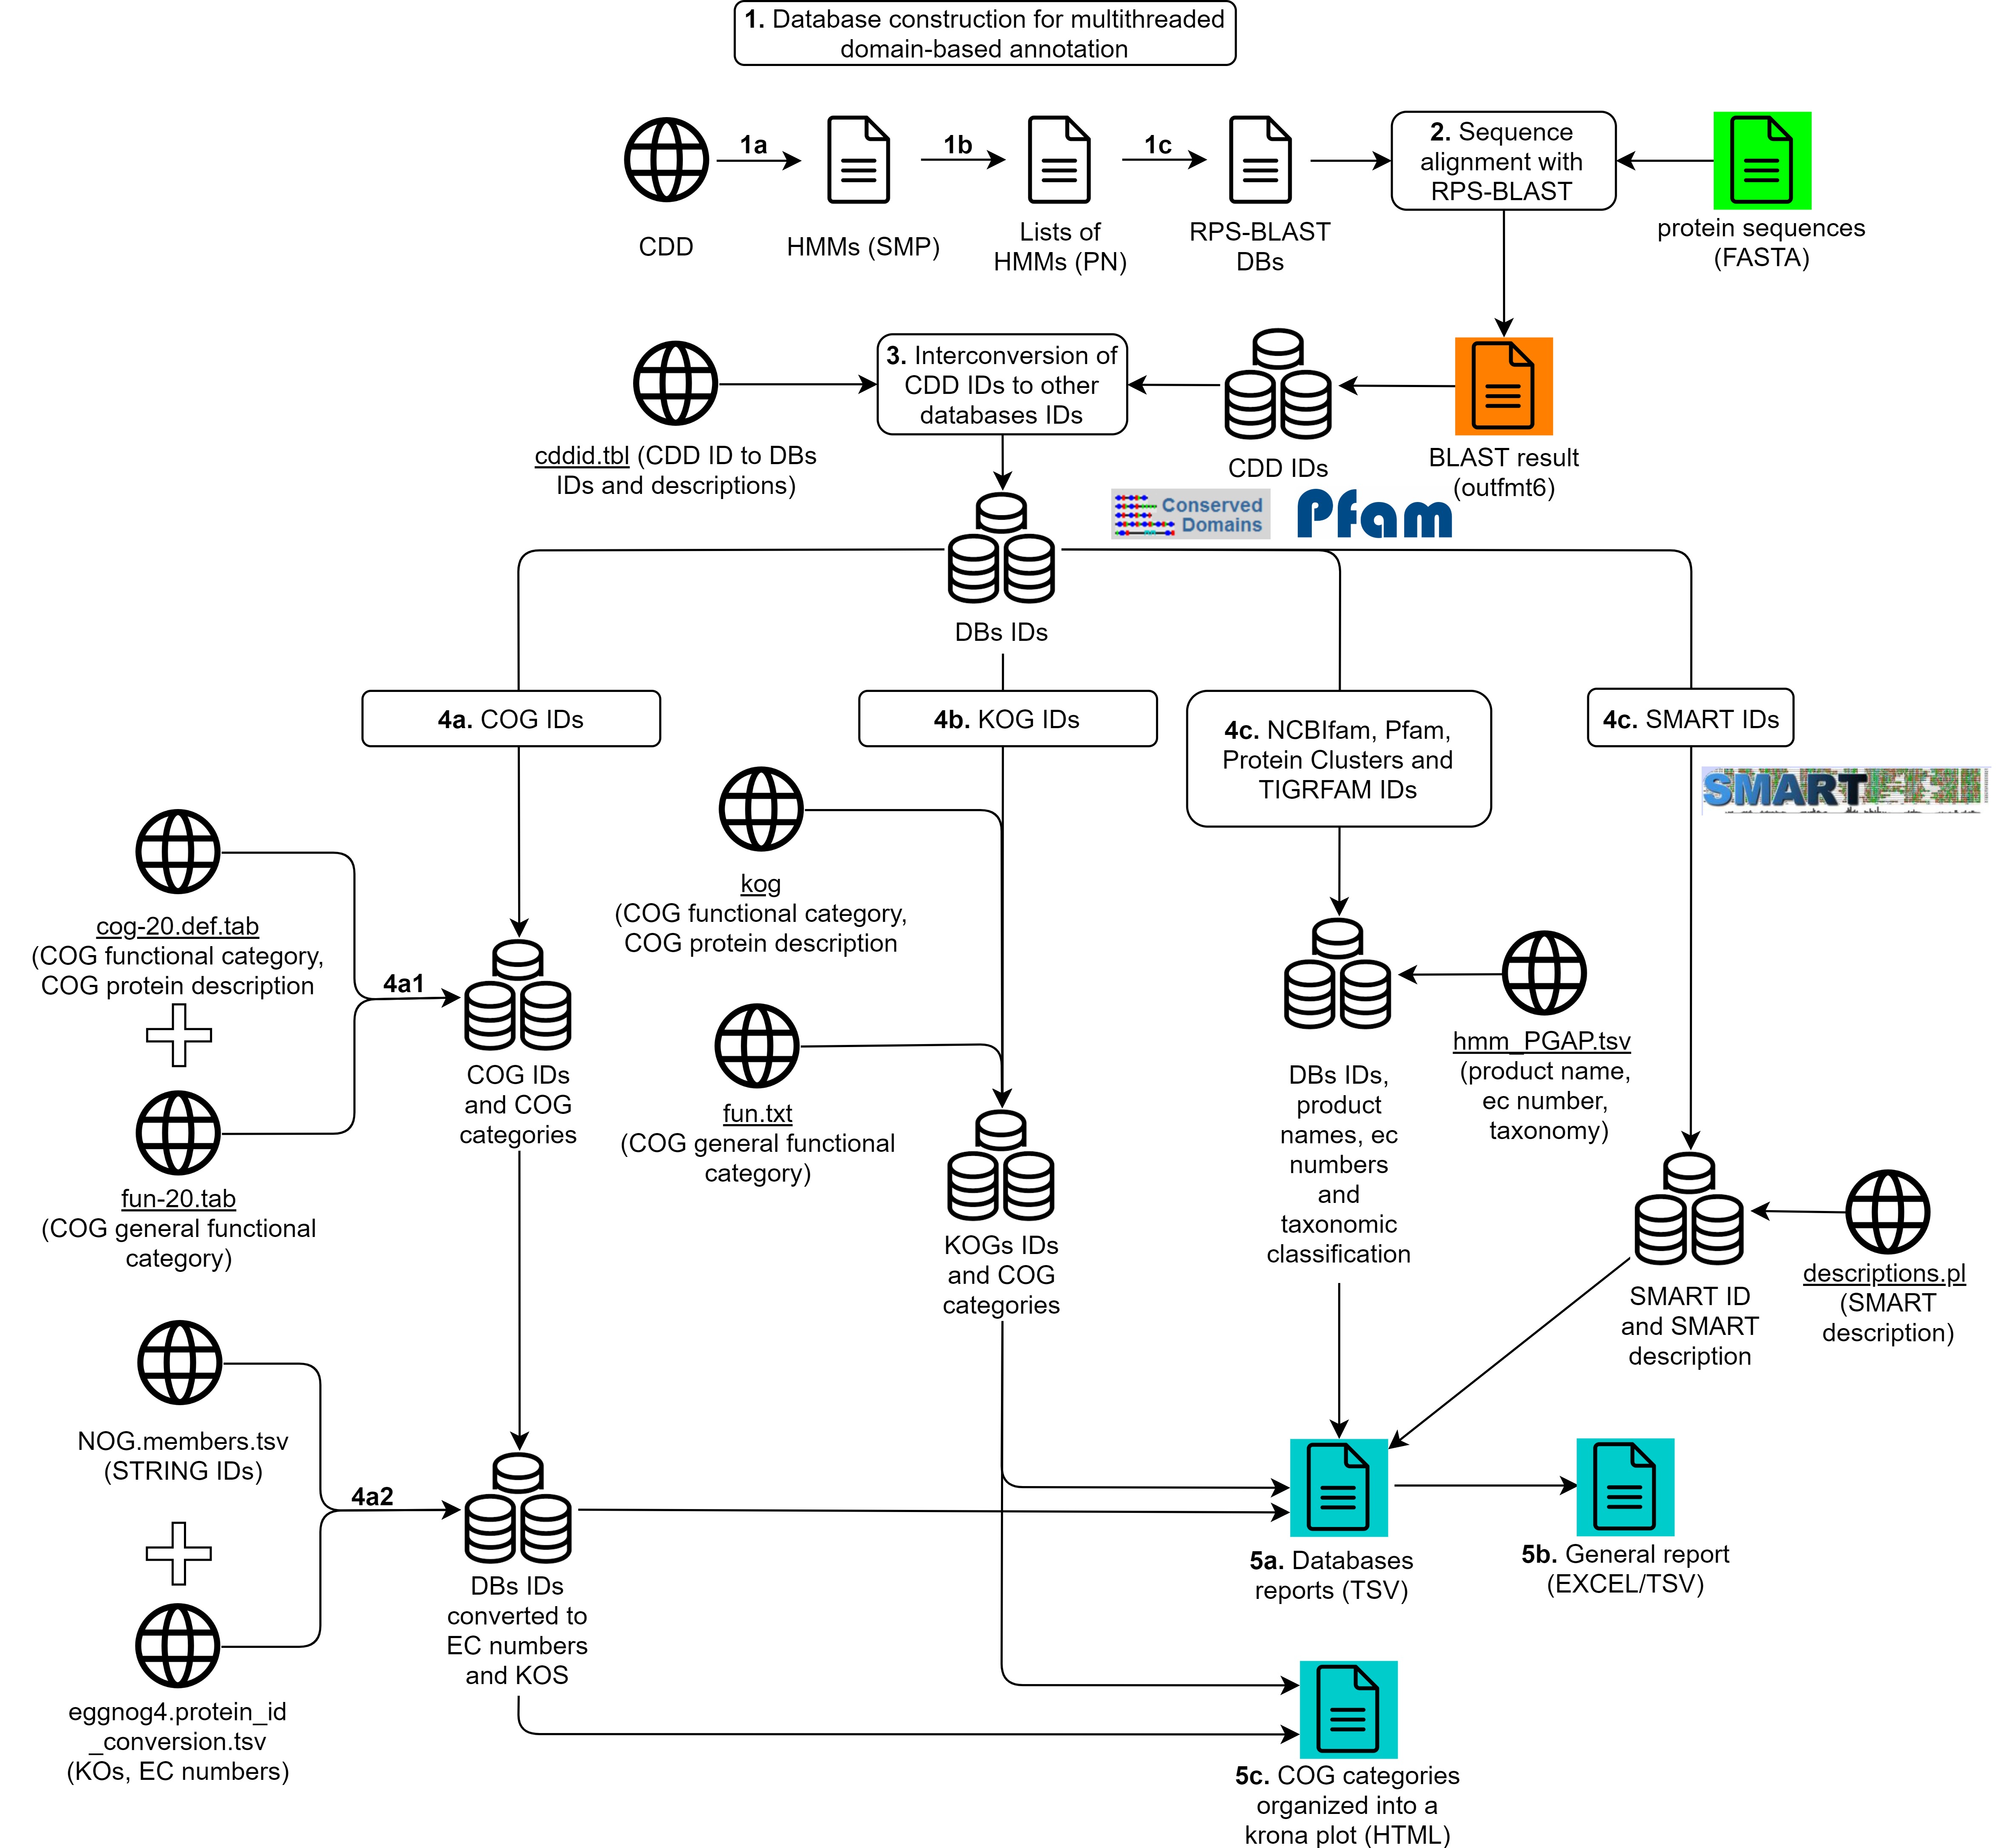 1. Database construction for multithreaded
domain-based annotation
1a
1b
1c
CDD
HMMs (SMP)
Lists of
HMMs (PN)
RPS-BLAST
DBs
2. Sequence
alignment with
RPS-BLAST
protein sequences
(FASTA)
cddid.tbl (CDD ID to DBs
IDs and descriptions)
3. Interconversion of
CDD IDs to other
databases IDs
CDD IDs
BLAST result
(outfmt6)
Conserved
Domains
Pfam
DBs IDs
4a. COG IDs
4b. KOG IDs
4c. NCBIfam, Pfam,
Protein Clusters and
TIGRFAM IDs
4c. SMART IDs
SMART
cog-20.def.tab
(COG functional category,
COG protein description
4a1
fun-20.tab
(COG general functional
category)
COG IDs
and COG
categories
kog
(COG functional category,
COG protein description
fun.txt
(COG general functional
category)
KOGs IDs
and COG
categories
DBs IDs,
product
names, ec
numbers
and
taxonomic
classification
hmm_PGAP.tsv
(product name,
ec number,
taxonomy)
SMART ID
and SMART
description
descriptions.pl
(SMART
description)
NOG.members.tsv
(STRING IDs)
4a2
eggnog4.protein_id
_conversion.tsv
(KOs, EC numbers)
DBs IDs
converted to
EC numbers
and KOS
5a. Databases
reports (TSV)
5b. General report
(EXCEL/TSV)
5c. COG categories
organized into a
krona plot (HTML)